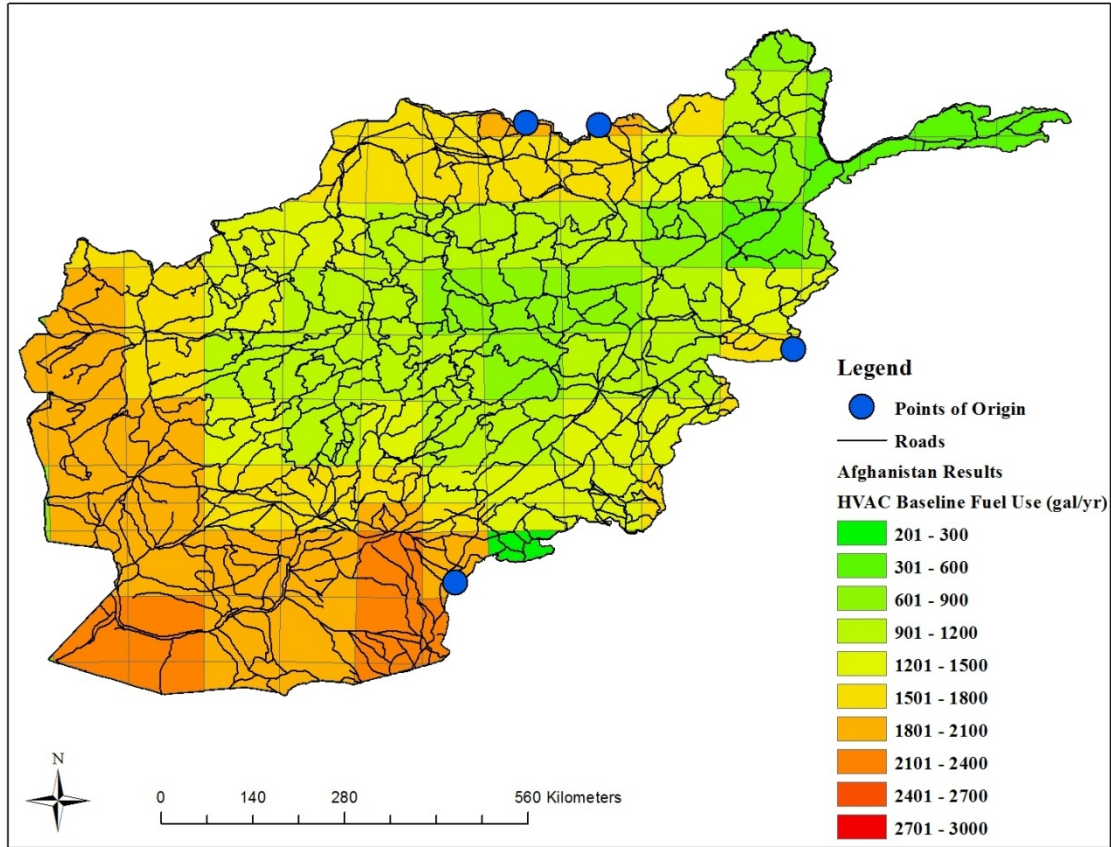 Legend
Points of Origin
Roads
Afghanistan Results
HVAC Baseline Fuel Use (gal/yr)
201 - 300
301 - 600
601 - 900
901 - 1200
1201 - 1500
1501 - 1800
1801 - 2100
2101 - 2400
2401 - 2700
2701 - 3000
N
0 140 280 560 Kilometers